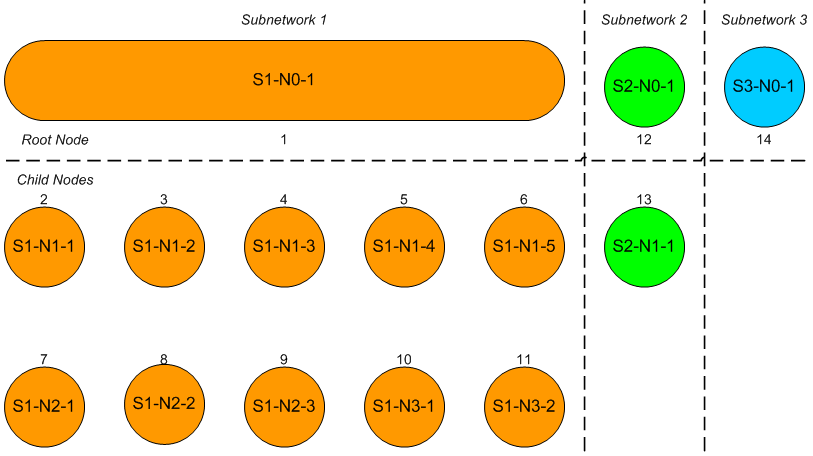 Subnetwork 1
Subnetwork 2
Subnetwork 3
S1-N0-1
S2-N0-1
S3-N0-1
Root Node
1
12
14
Child Nodes
2
3
4
5
6
13
S1-N1-1
S1-N1-2
S1-N1-3
S1-N1-4
S1-N1-5
S2-N1-1
7
8
9
10
11
S1-N2-1
S1-N2-2
S1-N2-3
S1-N3-1
S1-N3-2